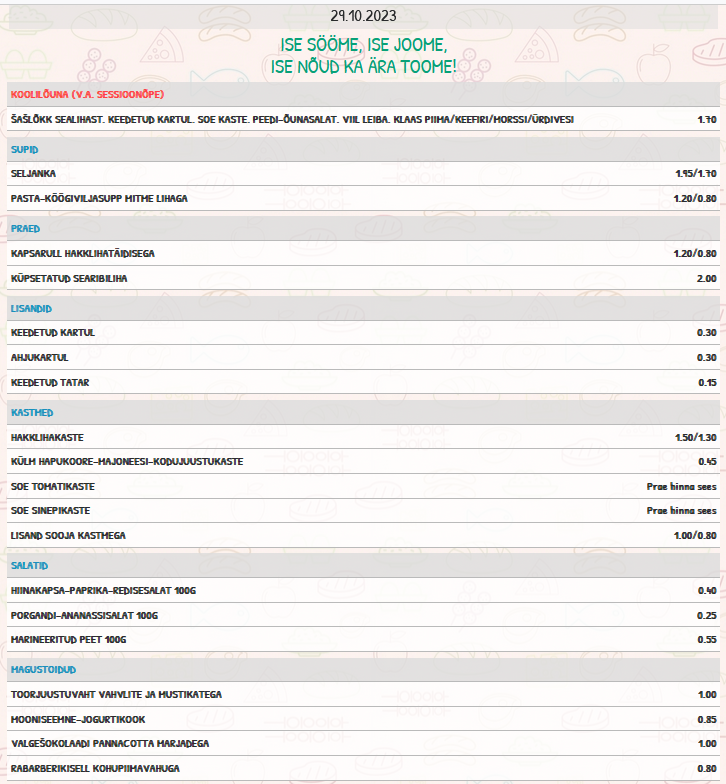 29.10.2023
ISE SÖÖME, ISE JOOME,
ISE NÕUD KA ÄRA TOOME!
KOOLILÕUNA (V.A. SESSIOONÕPE)
ŠAŠLÕKK SEALIHAST. KEEDETUD KARTUL. SOE KASTE. PEEDI-ÕUNASALAT. VIIL LEIBA. KLAAS PIIMA/KEEFIRI/MORSSI/ÜRDIVESI 1.70
SUPID
SELJANKA 1.95/1.70
PASTA-KÖÖGIVILJASUPP MITME LIHAGA 1.20/0.80
PRAED
KAPSARULL HAKKLIHATÄIDISEGA 1.20/0.80
KÜPSETATUD SEARIBILIHA 2.00
LISANDID
KEEDETUD KARTUL 0.30
AHJUKARTUL 0.30
KEEDETUD TATAR 0.15
KASTMED
HAKKLIHAKASTE 1.50/1.30
KÜLM HAPUKOORE-MAJONEESI-KODUJUUSTUKASTE 0.45
SOE TOMATIKASTE Prae hinna sees
SOE SINEPIKASTE Prae hinna sees
LISAND SOOJA KASTMEGA 1.00/0.80
SALATID
HIINAKAPSA-PAPRIKA-REDISESALAT 100G 0.40
PORGANDI-ANANASSISALAT 100G 0.25
MARINEERITUD PEET 100G 0.55
MAGUSTOIDUD
TOORJUUSTUVAHT VAHVLITE JA MUSTIKATEGA 1.00
MOONISEEMNE-JOGURTIKOOK 0.85
VALGEŠOKOLAADI PANNACOTTA MARJADEGA 1.00
RABARBERIKISELL KOHUPIIMAVAHUGA 0.80